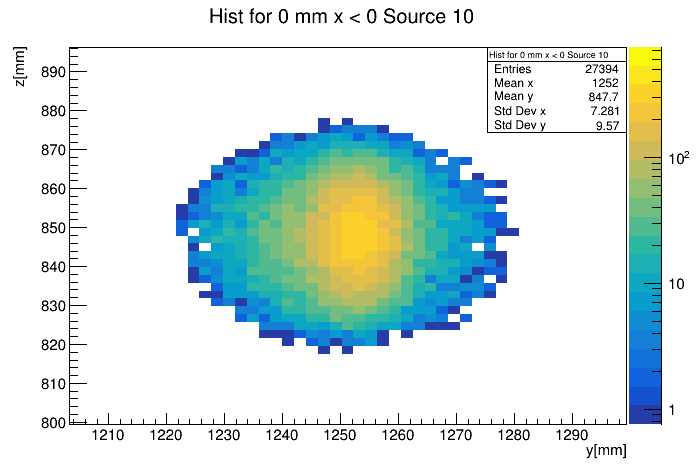 Hist for 0 mm x < 0 Source 10
z[mm]
Hist for 0 mm x < 0 Source 10
Entries 27394
Mean x 1252
Mean y 847.7
Std Dev x 7.281
Std Dev y 9.57
890
880
870
860
850
840
830
820
810
800
10²
10
1
1210 1220 1230 1240 1250 1260 1270 1280 1290
y[mm]